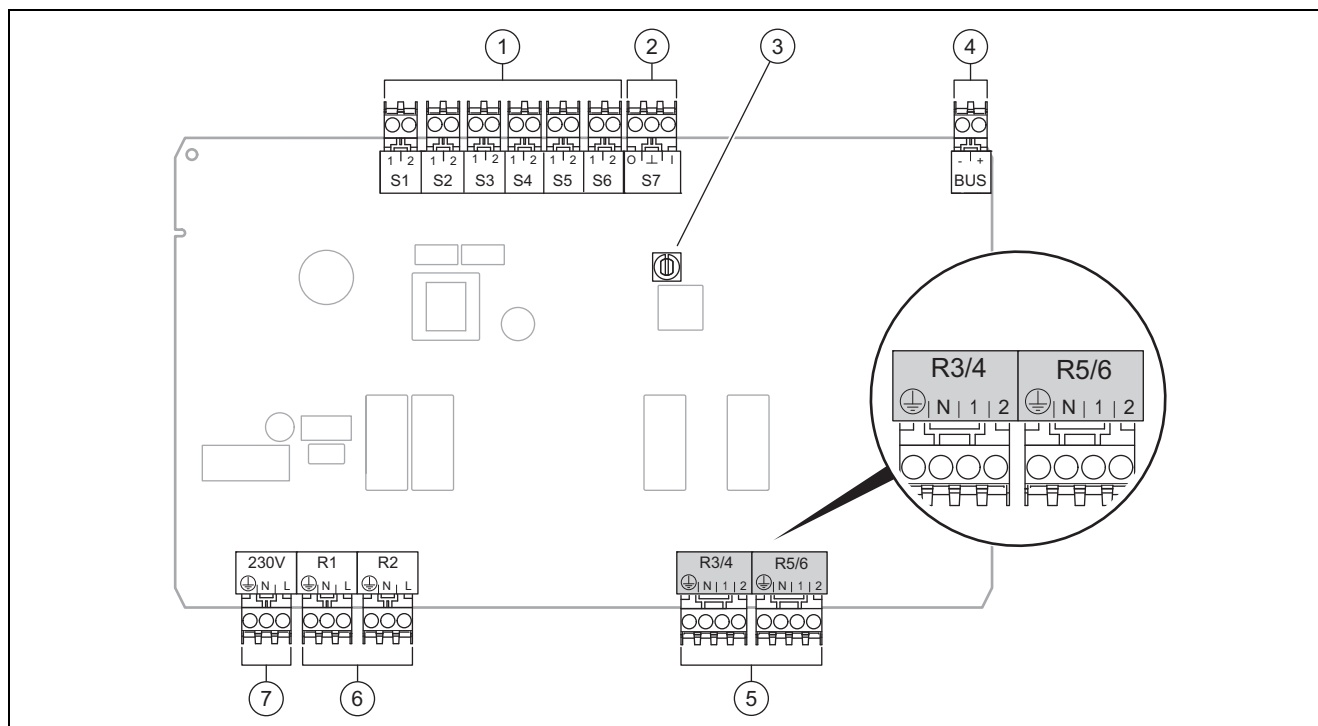 1 2 3 4
1 2 1 2 1 2 1 2 1 2 1 2 O ⊥ I - +
S1 S2 S3 S4 S5 S6 S7 BUS
R3/4 R5/6
N 1 2 N 1 2
230V R1 R2 R3/4 R5/6
N L N L N L N 1 2 N 1 2
7 6 5